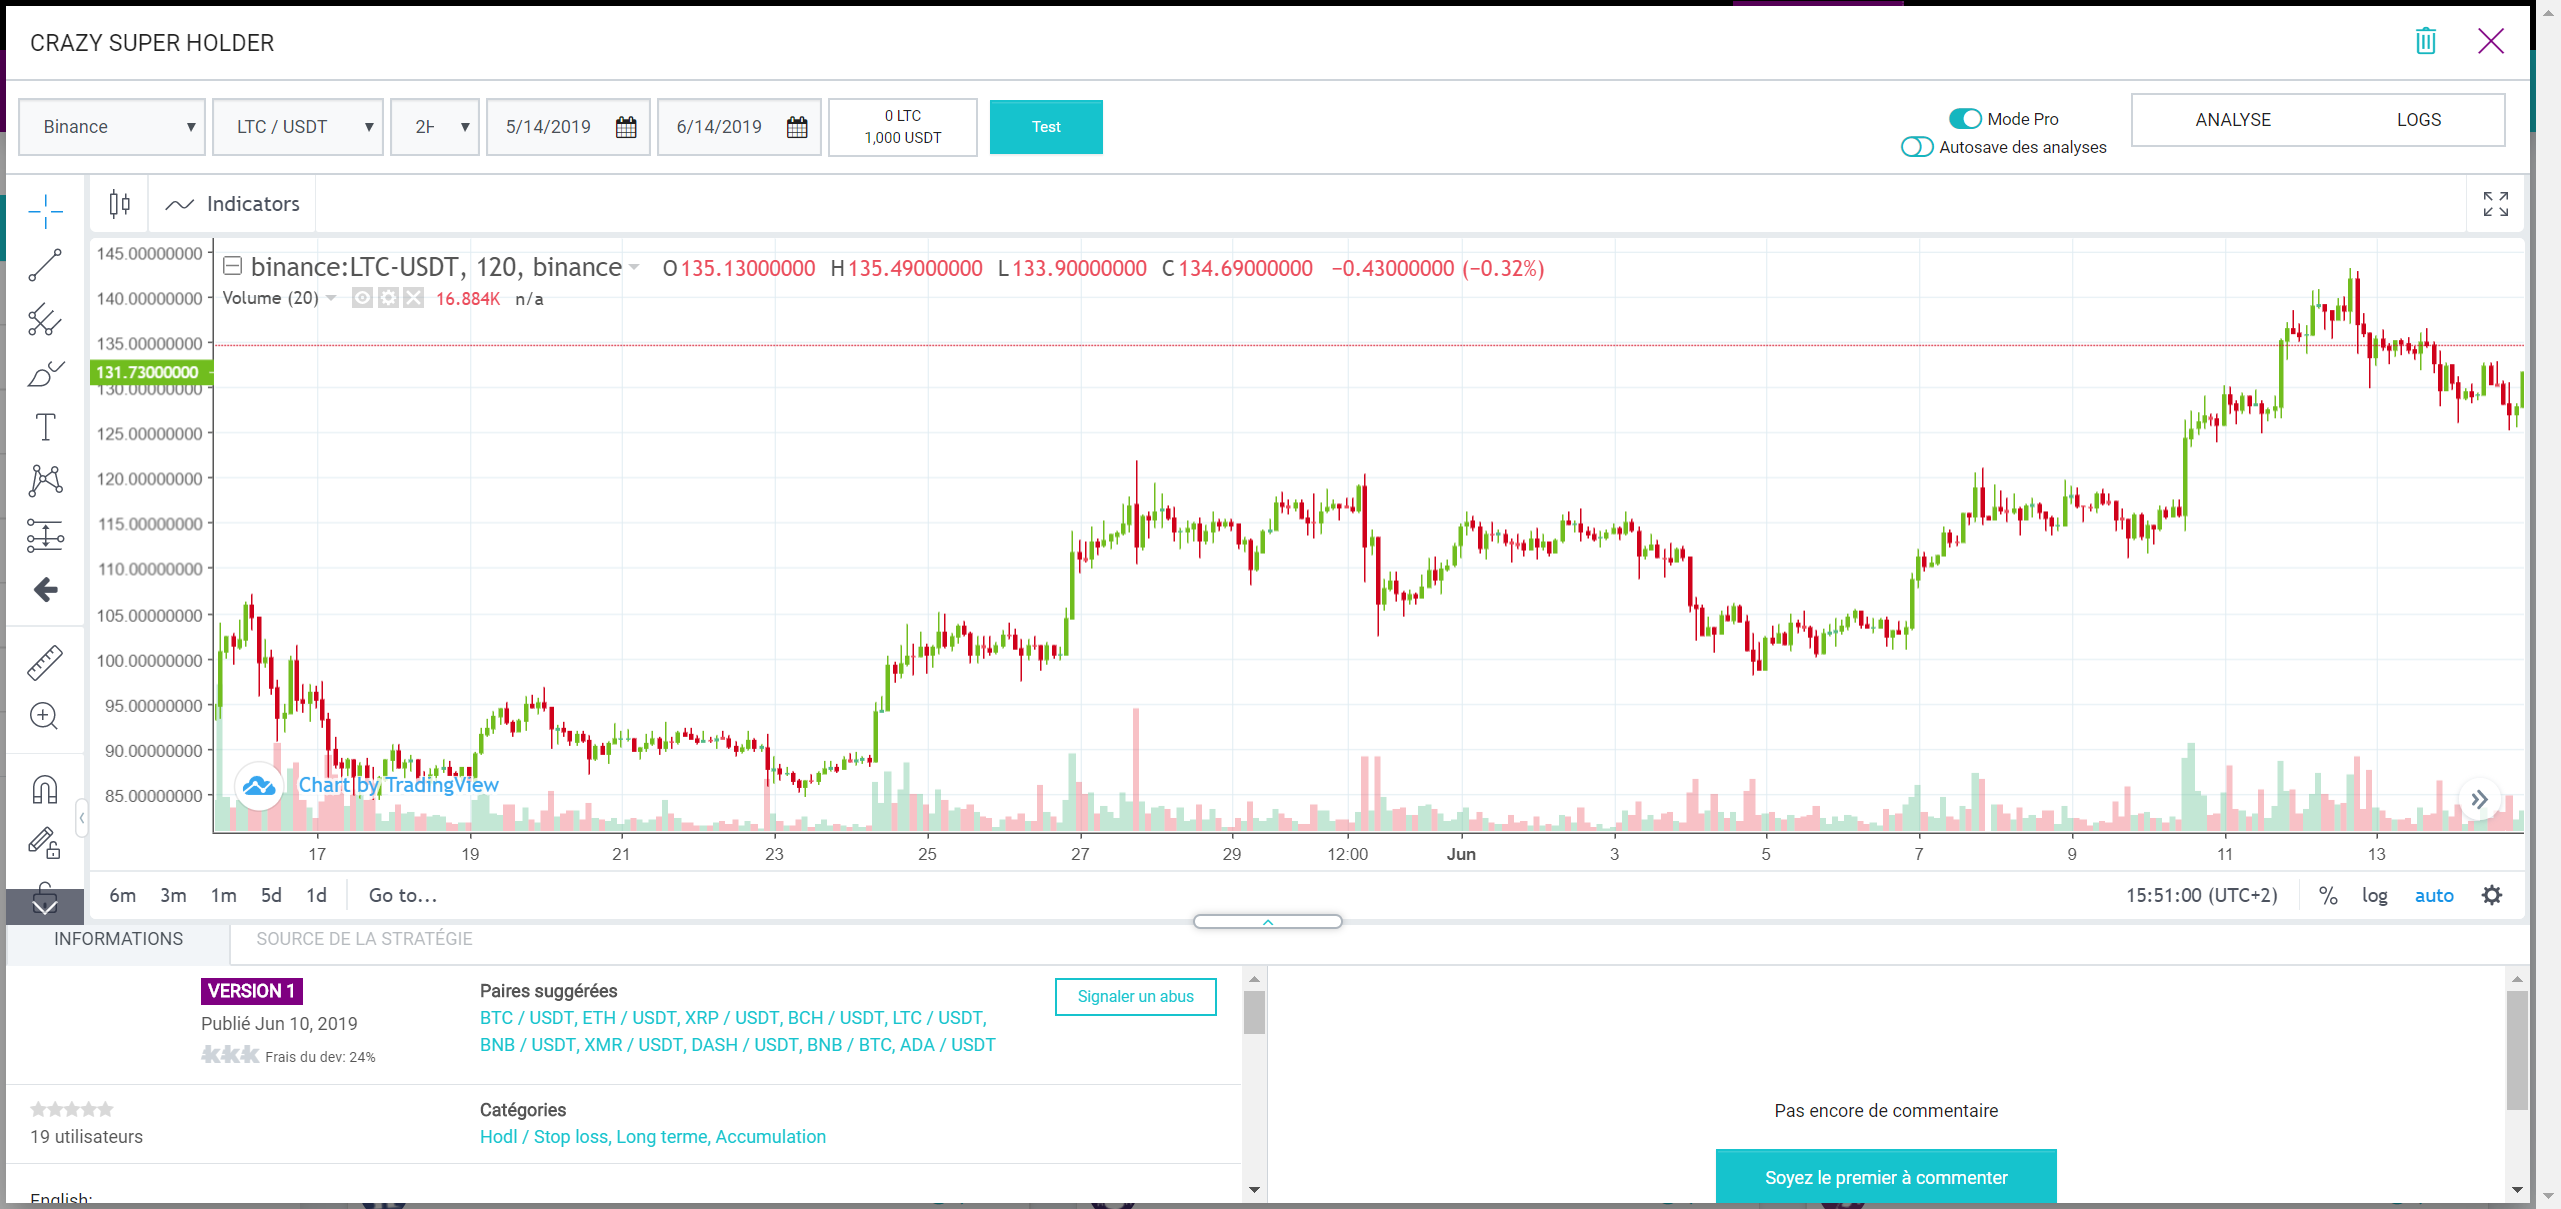 CRAZY SUPER HOLDER
Binance
LTC / USDT
2H
5/14/2019
6/14/2019
0 LTC
1,000 USDT
Test
Mode Pro
Autosave des analyses
ANALYSE
LOGS
Indicators
binance:LTC-USDT, 120, binance O135.13000000 H135.49000000 L133.90000000 C134.69000000 −0.43000000 (−0.32%)
Volume (20) 16.884K n/a
145.00000000
140.00000000
135.00000000
131.73000000
130.00000000
125.00000000
120.00000000
115.00000000
110.00000000
105.00000000
100.00000000
95.00000000
90.00000000
85.00000000
Chart by TradingView
17 19 21 23 25 27 29 12:00 Jun 3 5 7 9 11 13
6m 3m 1m 5d 1d Go to...
15:51:00 (UTC+2) % log auto
INFORMATIONS
SOURCE DE LA STRATÉGIE
VERSION 1
Publié Jun 10, 2019
Frais du dev: 24%
Paires suggérées
BTC / USDT, ETH / USDT, XRP / USDT, BCH / USDT, LTC / USDT,
BNB / USDT, XMR / USDT, DASH / USDT, BNB / BTC, ADA / USDT
Signaler un abus
19 utilisateurs
Catégories
Hodl / Stop loss, Long terme, Accumulation
English:
Pas encore de commentaire
Soyez le premier à commenter